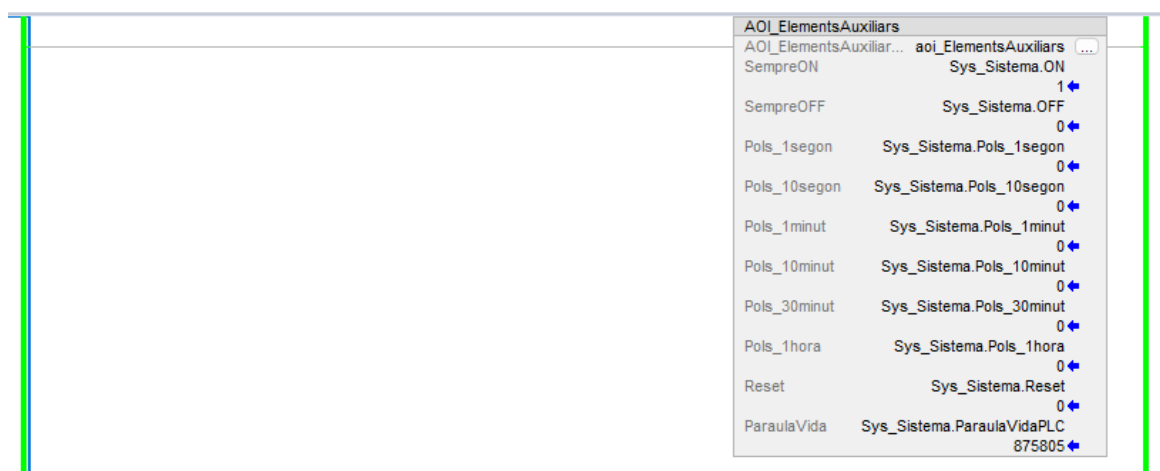 AOI_ElementsAuxiliars
AOI_ElementsAuxiliar... aoi_ElementsAuxiliars ...
SempreON Sys_Sistema.ON
1
SempreOFF Sys_Sistema.OFF
0
Pols_1segon Sys_Sistema.Pols_1segon
0
Pols_10segon Sys_Sistema.Pols_10segon
0
Pols_1minut Sys_Sistema.Pols_1minut
0
Pols_10minut Sys_Sistema.Pols_10minut
0
Pols_30minut Sys_Sistema.Pols_30minut
0
Pols_1hora Sys_Sistema.Pols_1hora
0
Reset Sys_Sistema.Reset
0
ParaulaVida Sys_Sistema.ParaulaVidaPLC
875805